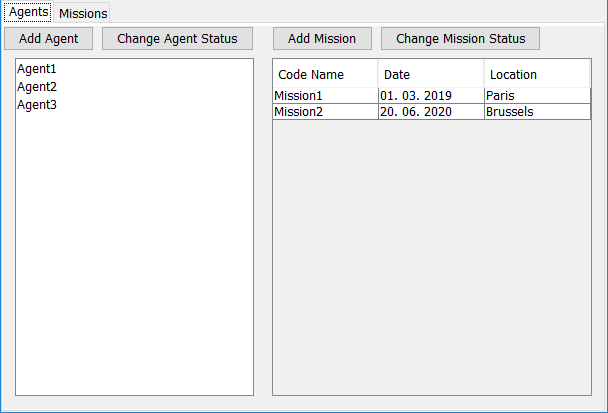 Agents Missions
Add Agent Change Agent Status Add Mission Change Mission Status
Agent1
Agent2
Agent3
Code Name Date Location
Mission1 01. 03. 2019 Paris
Mission2 20. 06. 2020 Brussels